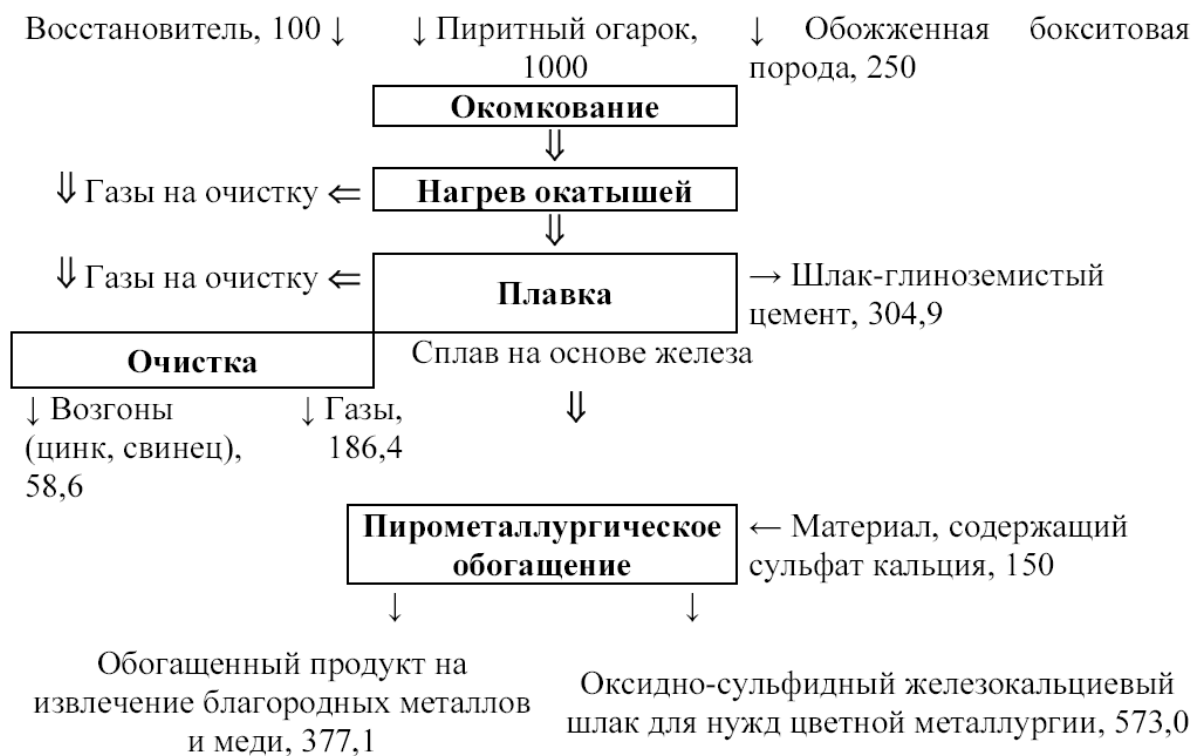 Восстановитель, 100 ↓
↓ Пиритный огарок,
1000
↓ Обожженная бокситовая
порода, 250
Окомкование
⇓
⇓ Газы на очистку ⇐
Нагрев окатышей
⇓
⇓ Газы на очистку ⇐
Плавка
→ Шлак-глиноземистый
цемент, 304,9
Очистка
Сплав на основе железа
⇓
↓ Возгоны
(цинк, свинец),
58,6
↓ Газы,
186,4
Пирометаллургическое
обогащение
← Материал, содержащий
сульфат кальция, 150
↓
↓
Обогащенный продукт на
извлечение благородных металлов
и меди, 377,1
Оксидно-сульфидный железокальциевый
шлак для нужд цветной металлургии, 573,0